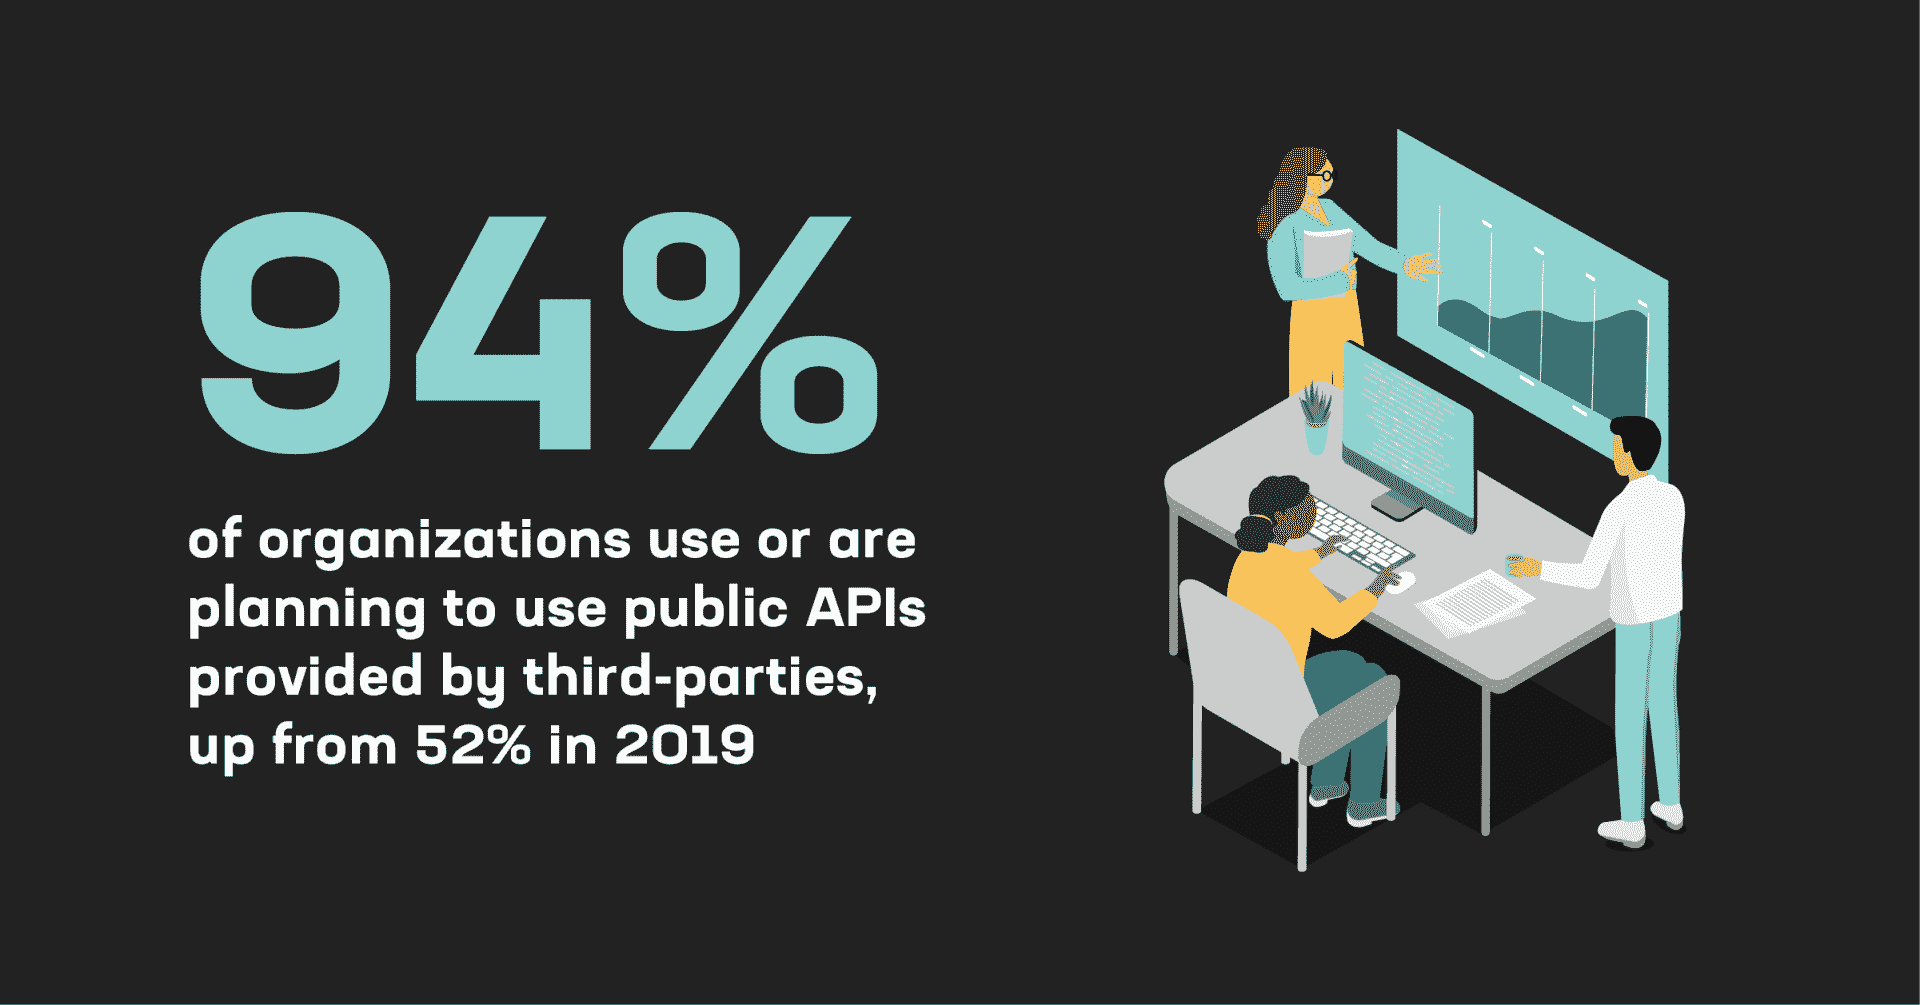 94%
of organizations use or are
planning to use public APIs
provided by third-parties,
up from 52% in 2019